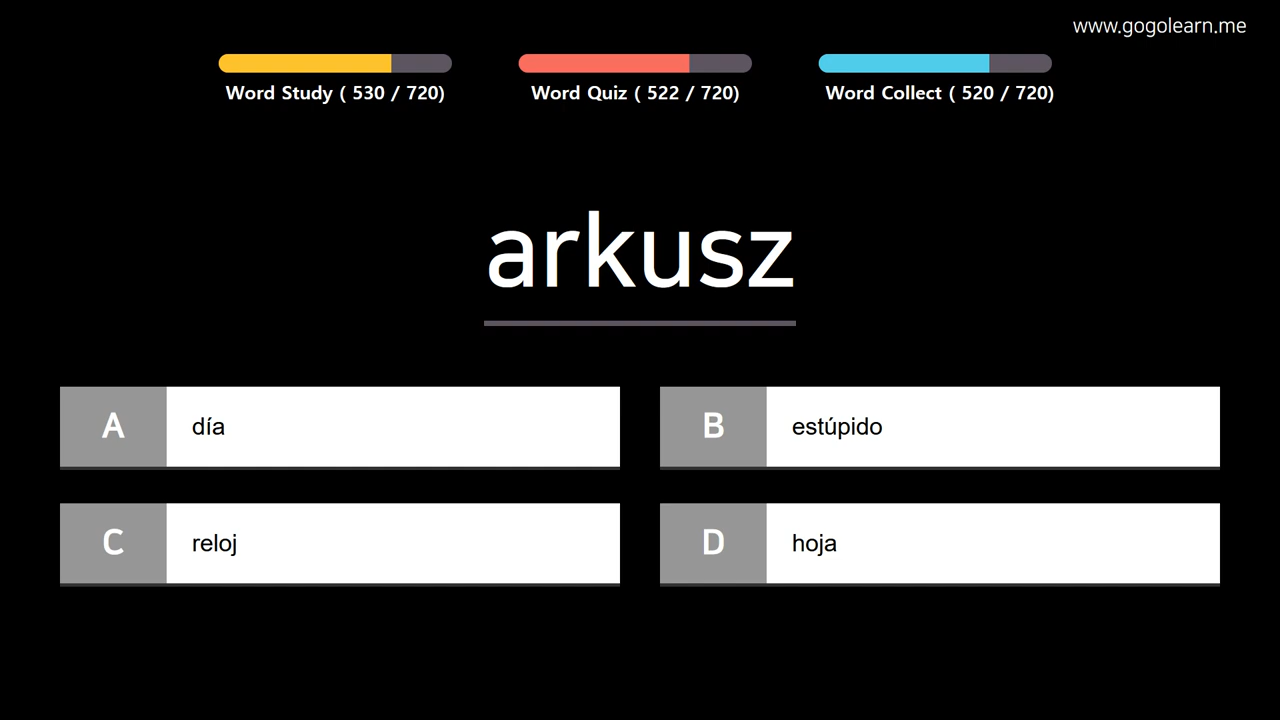 www.gogolearn.me
Word Study ( 530 / 720)
Word Quiz ( 522 / 720)
Word Collect ( 520 / 720)
arkusz
A día
B estúpido
C reloj
D hoja